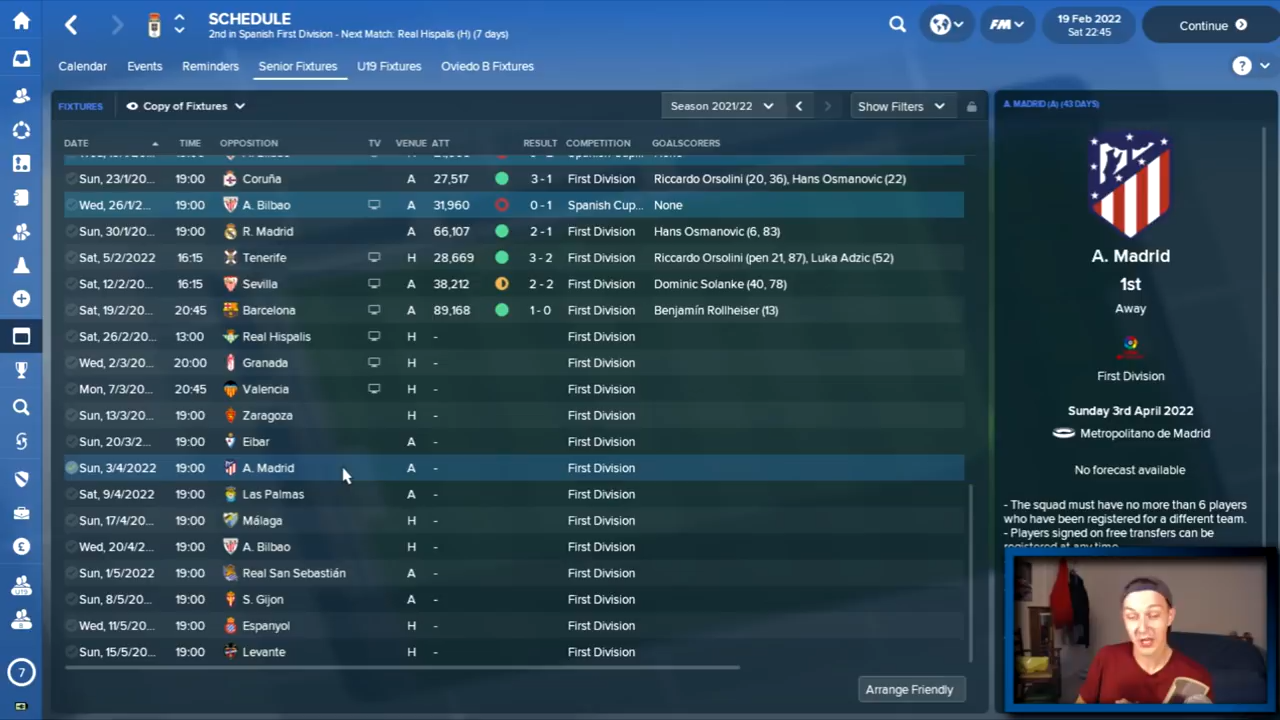 SCHEDULE
2nd in Spanish First Division - Next Match: Real Hispalis (H) (7 days)
FM
19 Feb 2022
Sat 22:45
Continue
Calendar Events Reminders Senior Fixtures U19 Fixtures Oviedo B Fixtures
?
FIXTURES Copy of Fixtures Season 2021/22 Show Filters
DATE TIME OPPOSITION TV VENUE ATT RESULT COMPETITION GOALSCORERS
Sun, 23/1/20... 19:00 Coruña A 27,517 3 - 1 First Division Riccardo Orsolini (20, 36), Hans Osmanovic (22)
Wed, 26/1/2... 19:00 A. Bilbao A 31,960 0 - 1 Spanish Cup... None
Sun, 30/1/20... 19:00 R. Madrid A 66,107 2 - 1 First Division Hans Osmanovic (6, 83)
Sat, 5/2/2022 16:15 Tenerife H 28,669 3 - 2 First Division Riccardo Orsolini (pen 21, 87), Luka Adzic (52)
Sat, 12/2/20... 16:15 Sevilla A 38,212 2 - 2 First Division Dominic Solanke (40, 78)
Sat, 19/2/20... 20:45 Barcelona A 89,168 1 - 0 First Division Benjamín Rollheiser (13)
Sat, 26/2/20... 13:00 Real Hispalis H - First Division
Wed, 2/3/20... 20:00 Granada H - First Division
Mon, 7/3/20... 20:45 Valencia H - First Division
Sun, 13/3/20... 19:00 Zaragoza H - First Division
Sun, 20/3/2... 19:00 Eibar A - First Division
Sun, 3/4/2022 19:00 A. Madrid A - First Division
Sat, 9/4/2022 19:00 Las Palmas A - First Division
Sun, 17/4/20... 19:00 Málaga H - First Division
Wed, 20/4/2... 19:00 A. Bilbao H - First Division
Sun, 1/5/2022 19:00 Real San Sebastián A - First Division
Sun, 8/5/20... 19:00 S. Gijon A - First Division
Wed, 11/5/20... 19:00 Espanyol H - First Division
Sun, 15/5/20... 19:00 Levante H - First Division
Arrange Friendly
A. MADRID (A) (43 DAYS)
A. Madrid
1st
Away
First Division
Sunday 3rd April 2022
Metropolitano de Madrid
No forecast available
- The squad must have no more than 6 players
who have been registered for a different team.
- Players signed on free transfers can be
registered at any time.
U19
B
7